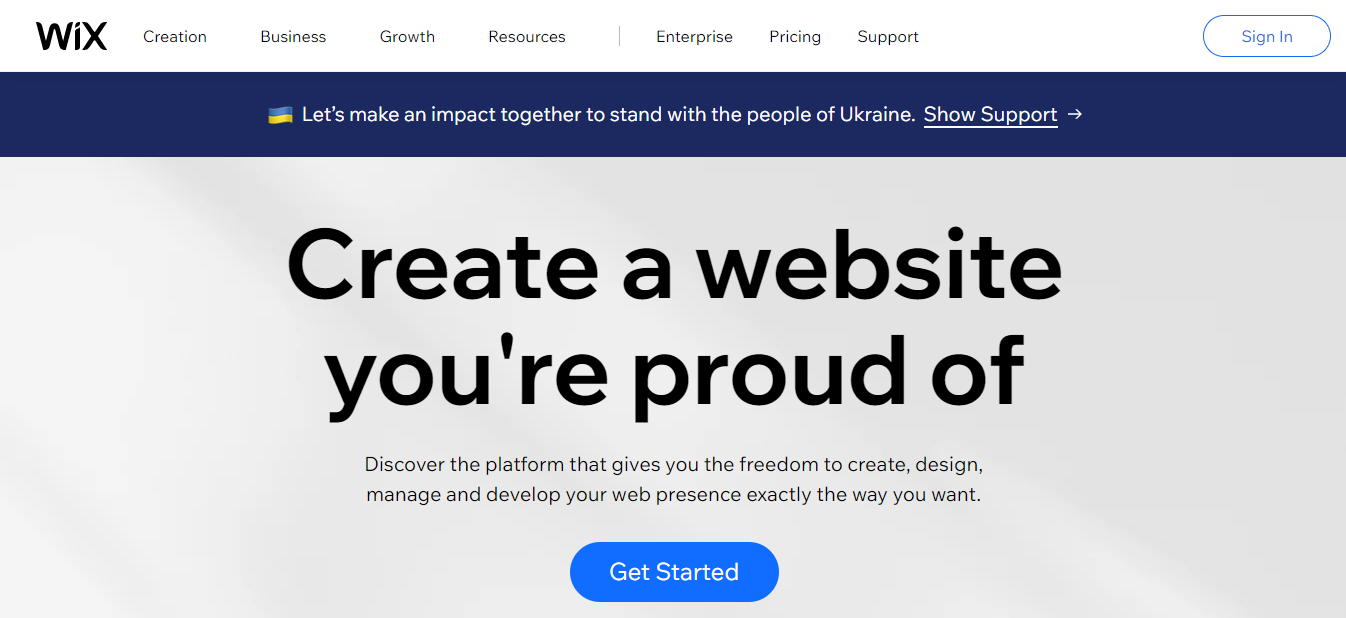 WiX
Creation Business Growth Resources Enterprise Pricing Support Sign In
Let’s make an impact together to stand with the people of Ukraine. Show Support →
Create a website
you're proud of
Discover the platform that gives you the freedom to create, design,
manage and develop your web presence exactly the way you want.
Get Started